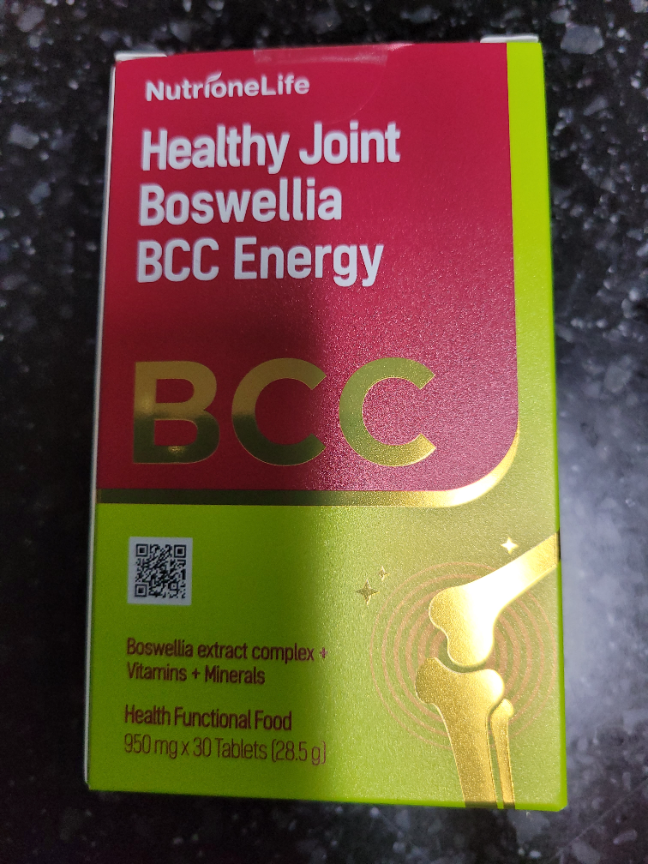 NutrioneLife
Healthy Joint
Boswellia
BCC Energy
BCC
Boswellia extract complex +
Vitamins + Minerals
Health Functional Food
950 mg x 30 Tablets (28.5 g)